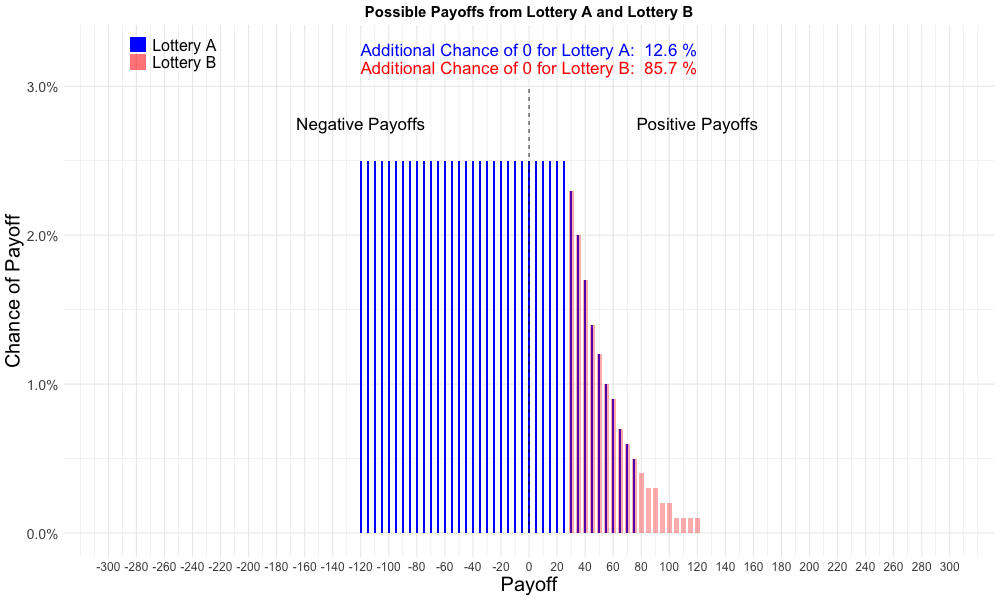 Possible Payoffs from Lottery A and Lottery B
Lottery A
Lottery B
Additional Chance of 0 for Lottery A: 12.6 %
Additional Chance of 0 for Lottery B: 85.7 %
Negative Payoffs
Positive Payoffs
Chance of Payoff
3.0%
2.0%
1.0%
0.0%
-300 -280 -260 -240 -220 -200 -180 -160 -140 -120 -100 -80 -60 -40 -20 0 20 40 60 80 100 120 140 160 180 200 220 240 260 280 300
Payoff